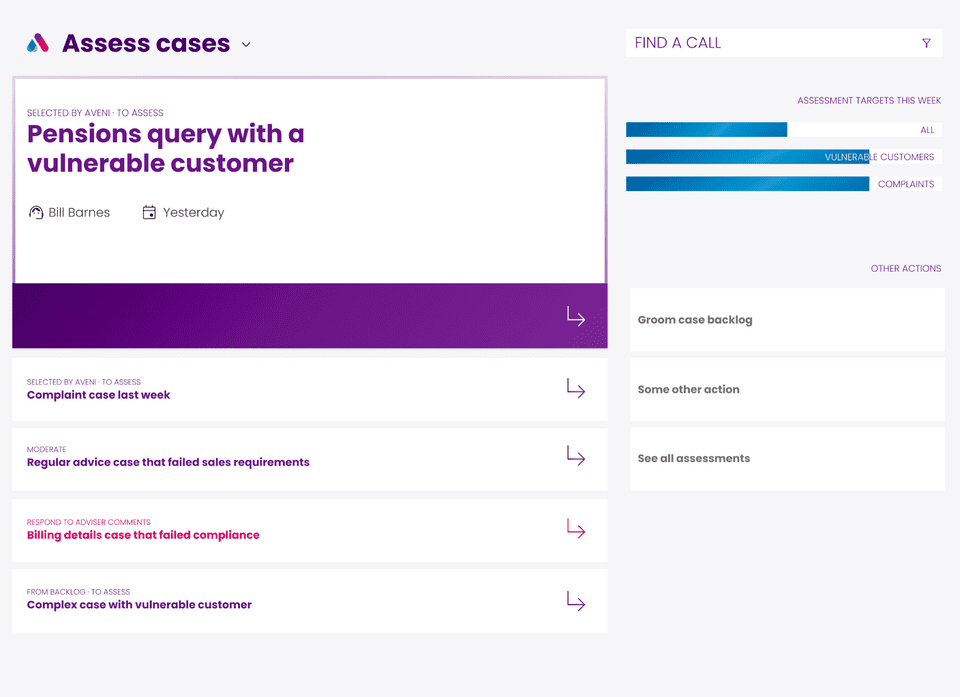 Assess cases
FIND A CALL
SELECTED BY AVENI · TO ASSESS
Pensions query with a
vulnerable customer
Bill Barnes
Yesterday
SELECTED BY AVENI · TO ASSESS
Complaint case last week
MODERATE
Regular advice case that failed sales requirements
RESPOND TO ADVISER COMMENTS
Billing details case that failed compliance
FROM BACKLOG · TO ASSESS
Complex case with vulnerable customer
ASSESSMENT TARGETS THIS WEEK
ALL
VULNERABLE CUSTOMERS
COMPLAINTS
OTHER ACTIONS
Groom case backlog
Some other action
See all assessments